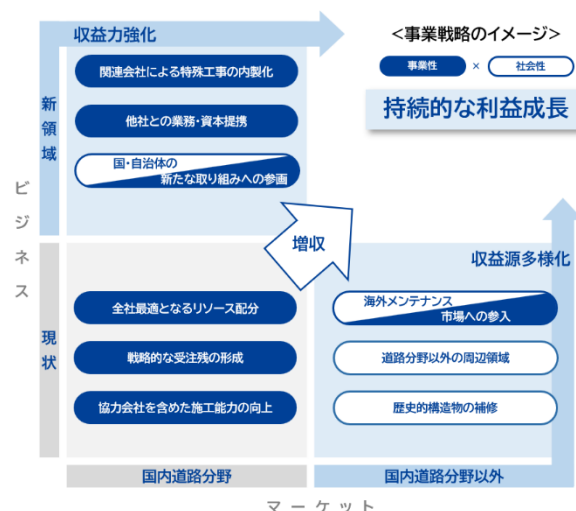 収益力強化
<事業戦略のイメージ>
事業性
×
社会性
持続的な利益成長
関連会社による特殊工事の内製化
他社との業務・資本提携
国・自治体の
新たな取り組みへの参画
新領域
ビジネス
増収
収益源多様化
現状
全社最適となるリソース配分
戦略的な受注残の形成
協力会社を含めた施工能力の向上
海外メンテナンス
市場への参入
道路分野以外の周辺領域
歴史的構造物の補修
国内道路分野
国内道路分野以外
マーケット